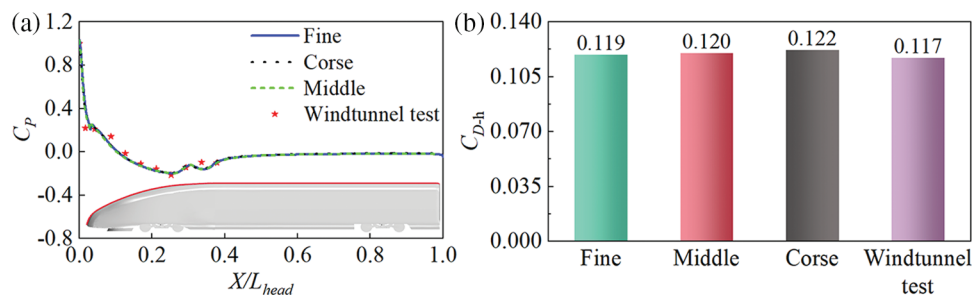 (a)
1.2
0.8
0.4
0.0
-0.4
-0.8
C_P
Fine
Corse
Middle
Windtunnel test
0.0 0.2 0.4 0.6 0.8 1.0
X/L_head
(b)
0.140
0.105
0.070
0.035
0.000
C_D-h
0.119 0.120 0.122 0.117
Fine Middle Corse Windtunnel
test